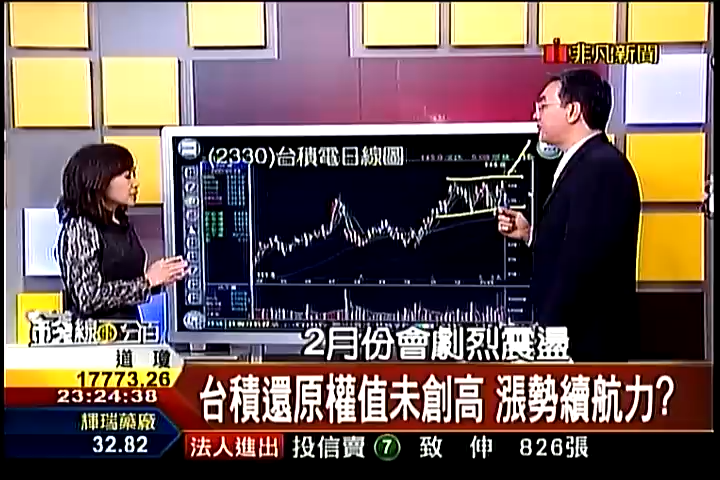 非凡新聞
(2330)台積電日線圖
2月份會劇烈震盪
道瓊
17773.26
23:24:38
台積還原權值未創高 漲勢續航力?
輝瑞藥廠
32.82
法人進出 投信賣 7 致 伸 826張